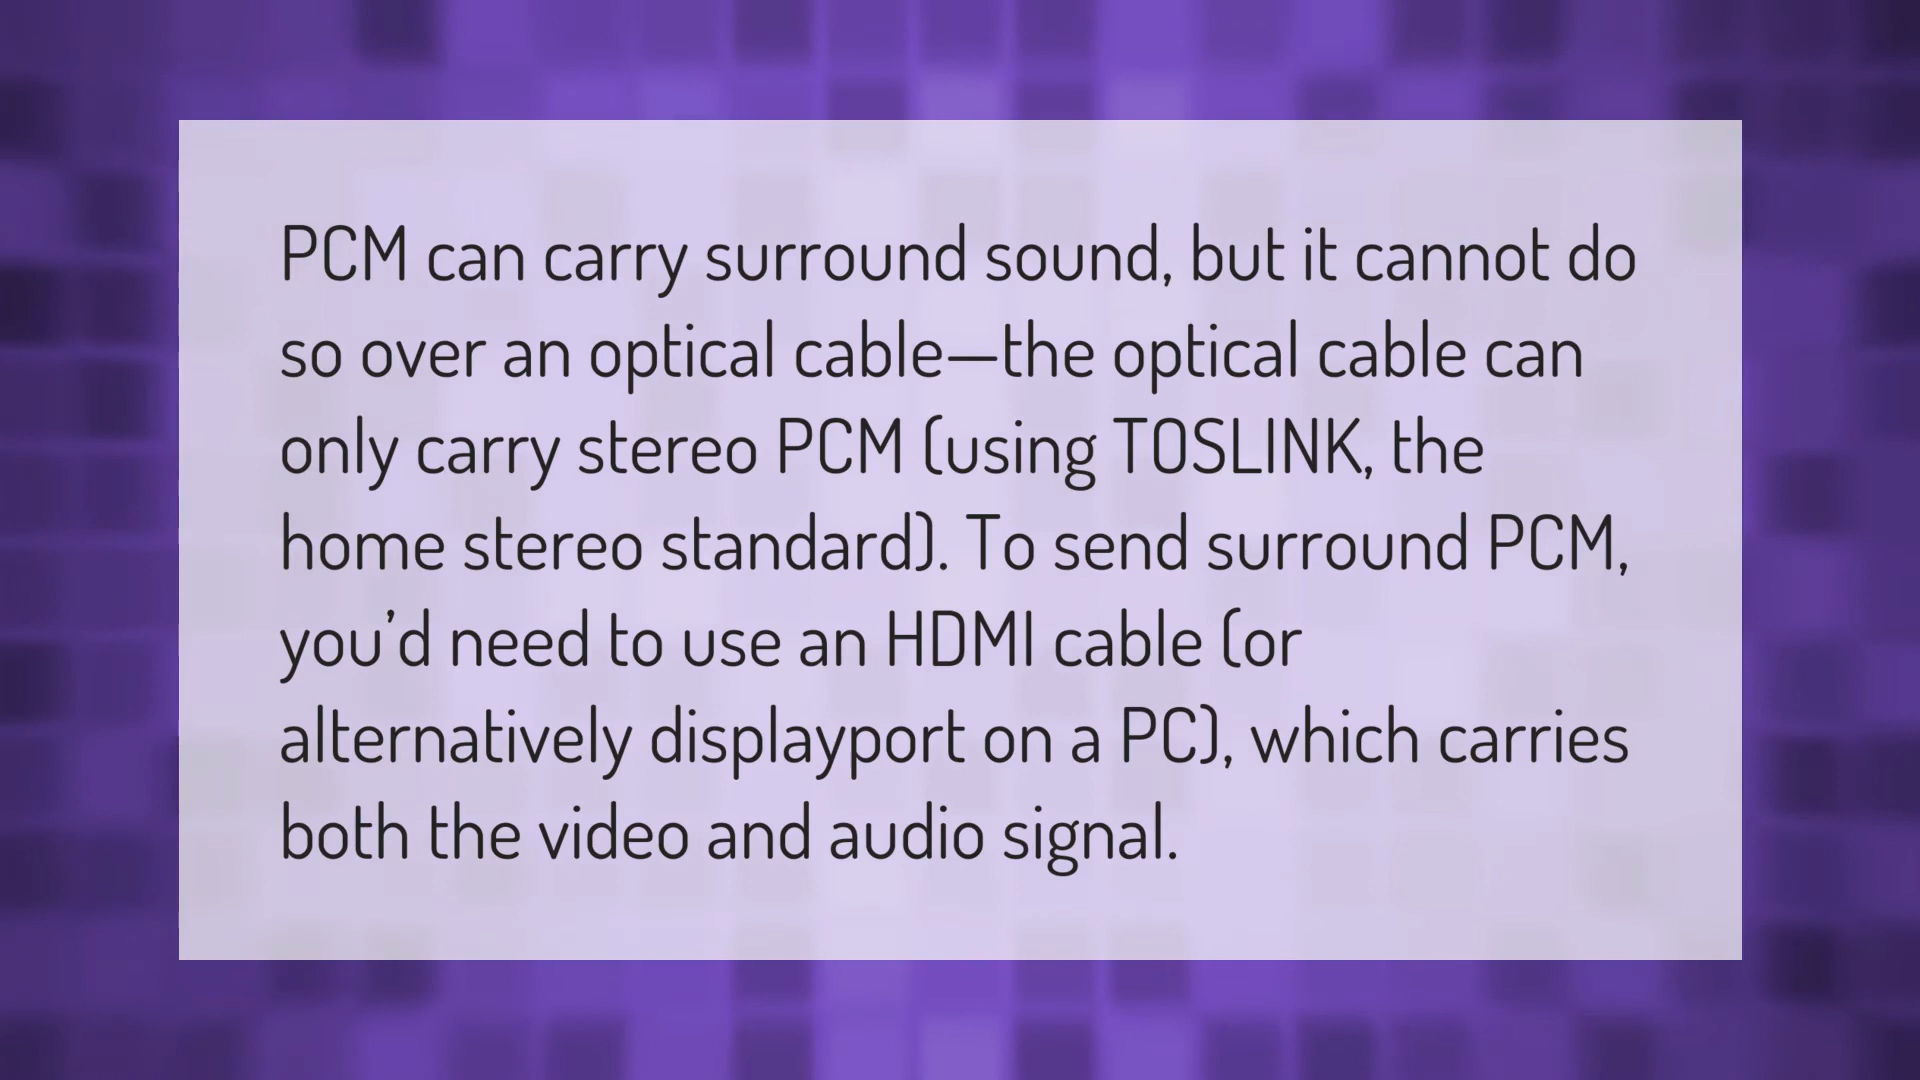 PCM can carry surround sound, but it cannot do
so over an optical cable—the optical cable can
only carry stereo PCM (using TOSLINK, the
home stereo standard). To send surround PCM,
you’d need to use an HDMI cable (or
alternatively displayport on a PC), which carries
both the video and audio signal.